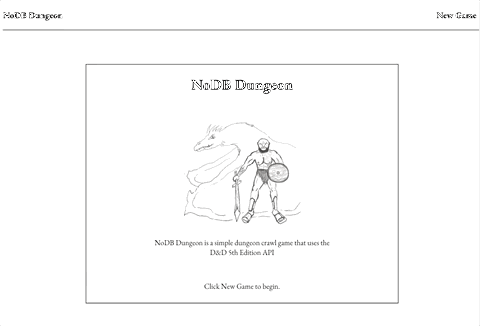 NoDB Dungeon
New Game
NoDB Dungeon
NoDB Dungeon is a simple dungeon crawl game that uses the
D&D 5th Edition API
Click New Game to begin.